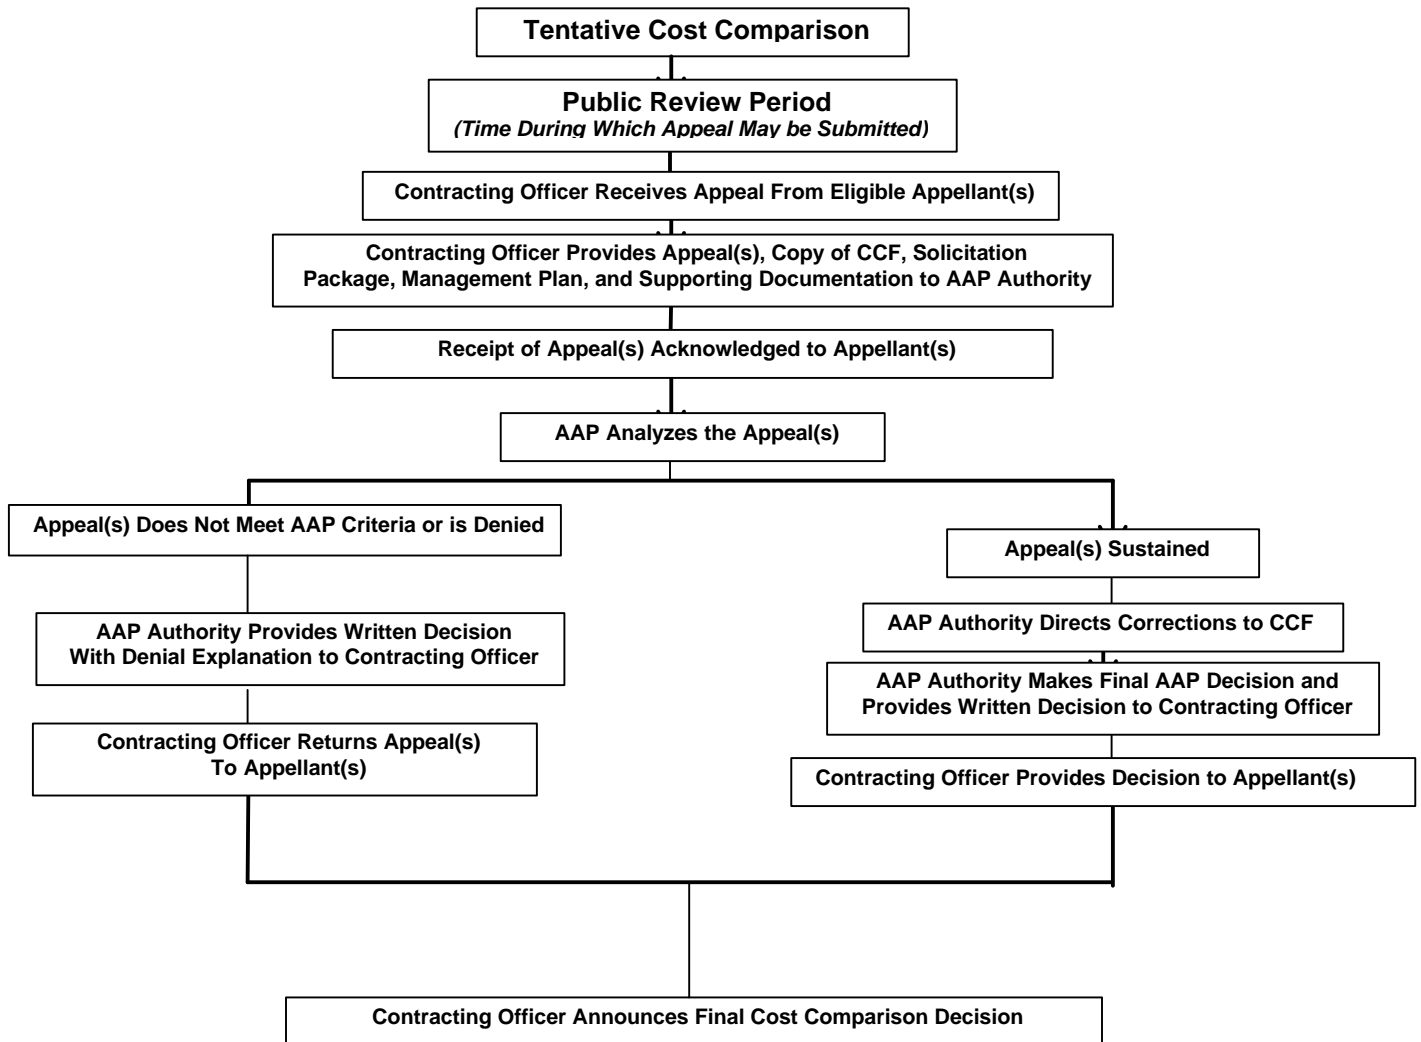 Tentative Cost Comparison
Public Review Period
(Time During Which Appeal May be Submitted)
Contracting Officer Receives Appeal From Eligible Appellant(s)
Contracting Officer Provides Appeal(s), Copy of CCF, Solicitation
Package, Management Plan, and Supporting Documentation to AAP Authority
Receipt of Appeal(s) Acknowledged to Appellant(s)
AAP Analyzes the Appeal(s)
Appeal(s) Does Not Meet AAP Criteria or is Denied
AAP Authority Provides Written Decision
With Denial Explanation to Contracting Officer
Contracting Officer Returns Appeal(s)
To Appellant(s)
Appeal(s) Sustained
AAP Authority Directs Corrections to CCF
AAP Authority Makes Final AAP Decision and
Provides Written Decision to Contracting Officer
Contracting Officer Provides Decision to Appellant(s)
Contracting Officer Announces Final Cost Comparison Decision